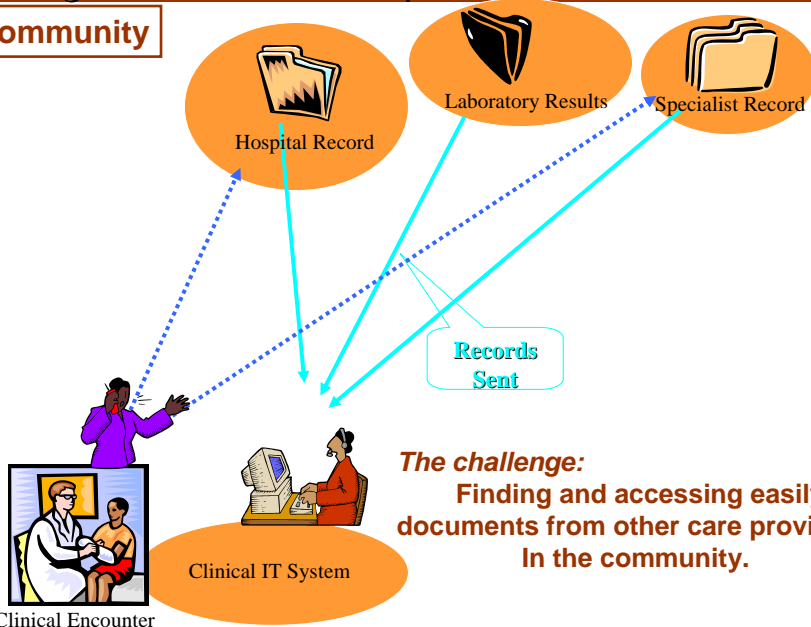 ommunity
Laboratory Results
Specialist Record
Hospital Record
Records
Sent
The challenge:
Finding and accessing easil
documents from other care provi
In the community.
Clinical IT System
Clinical Encounter